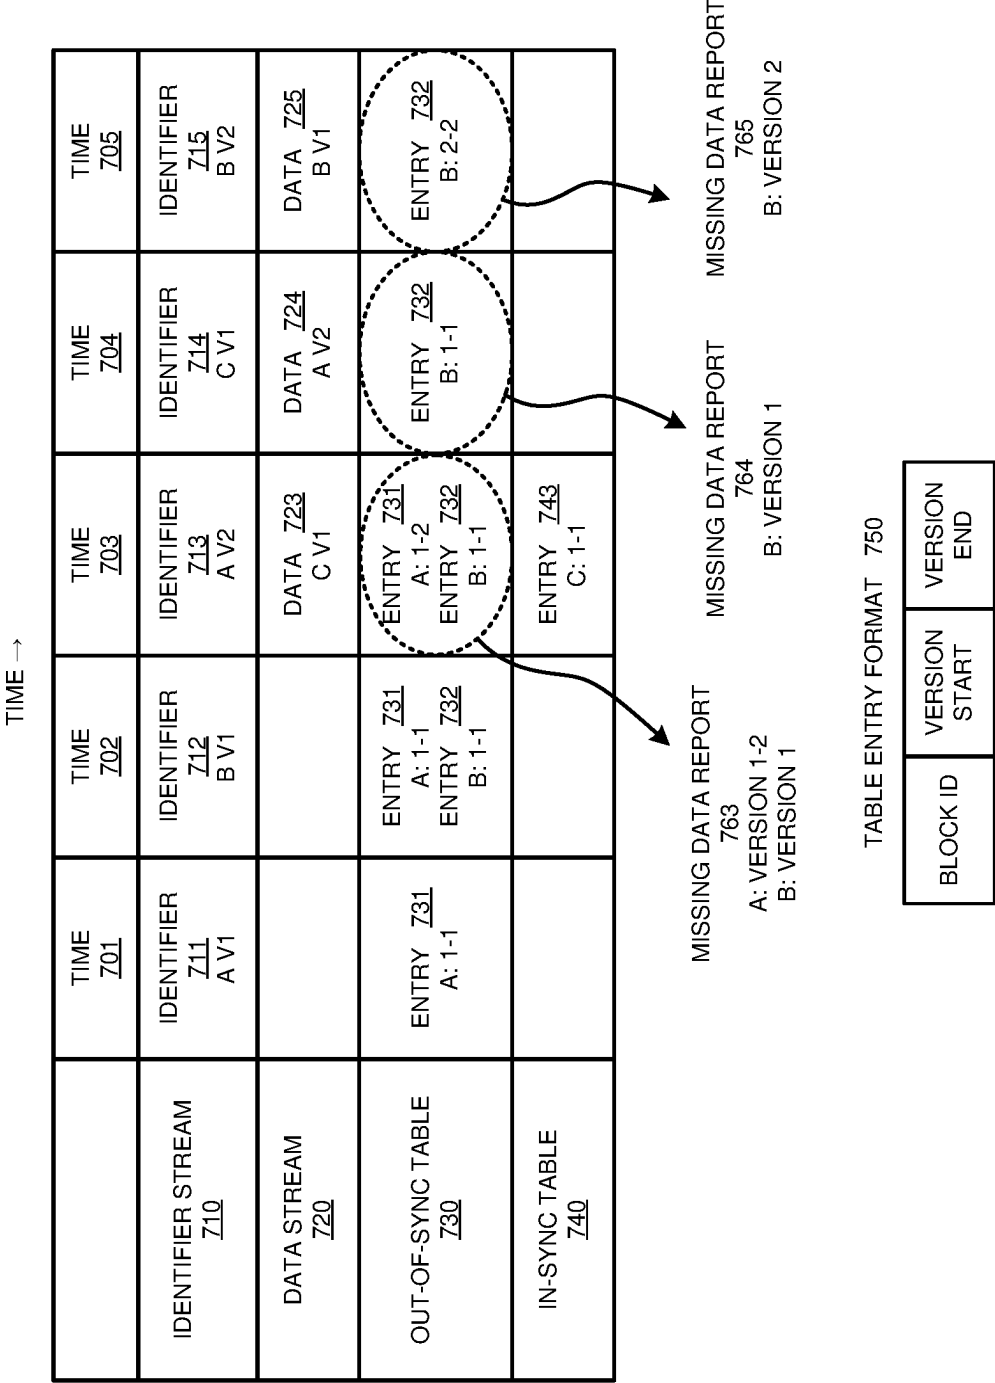 TIME →
TIME
701
TIME
702
TIME
703
TIME
704
TIME
705
IDENTIFIER STREAM
710
IDENTIFIER
711
A V1
IDENTIFIER
712
B V1
IDENTIFIER
713
A V2
IDENTIFIER
714
C V1
IDENTIFIER
715
B V2
DATA STREAM
720
DATA 723
C V1
DATA 724
A V2
DATA 725
B V1
OUT-OF-SYNC TABLE
730
ENTRY 731
A: 1-1
ENTRY 731
A: 1-1
ENTRY 732
B: 1-1
ENTRY 731
A: 1-2
ENTRY 732
B: 1-1
ENTRY 732
B: 1-1
ENTRY 732
B: 2-2
IN-SYNC TABLE
740
ENTRY 743
C: 1-1
MISSING DATA REPORT
763
A: VERSION 1-2
B: VERSION 1
MISSING DATA REPORT
764
B: VERSION 1
MISSING DATA REPORT
765
B: VERSION 2
TABLE ENTRY FORMAT 750
BLOCK ID
VERSION
START
VERSION
END